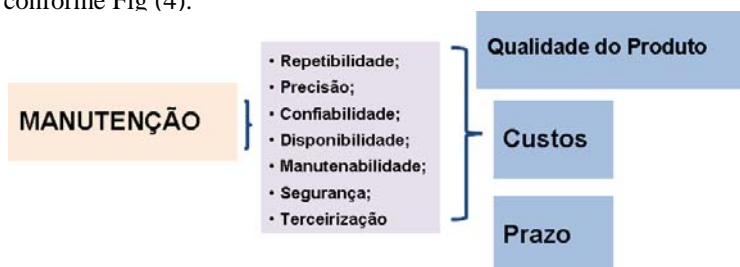 conforme Fig (4).
MANUTENÇÃO
• Repetibilidade;
• Precisão;
• Confiabilidade;
• Disponibilidade;
• Manutenabilidade;
• Segurança;
• Terceirização
Qualidade do Produto
Custos
Prazo